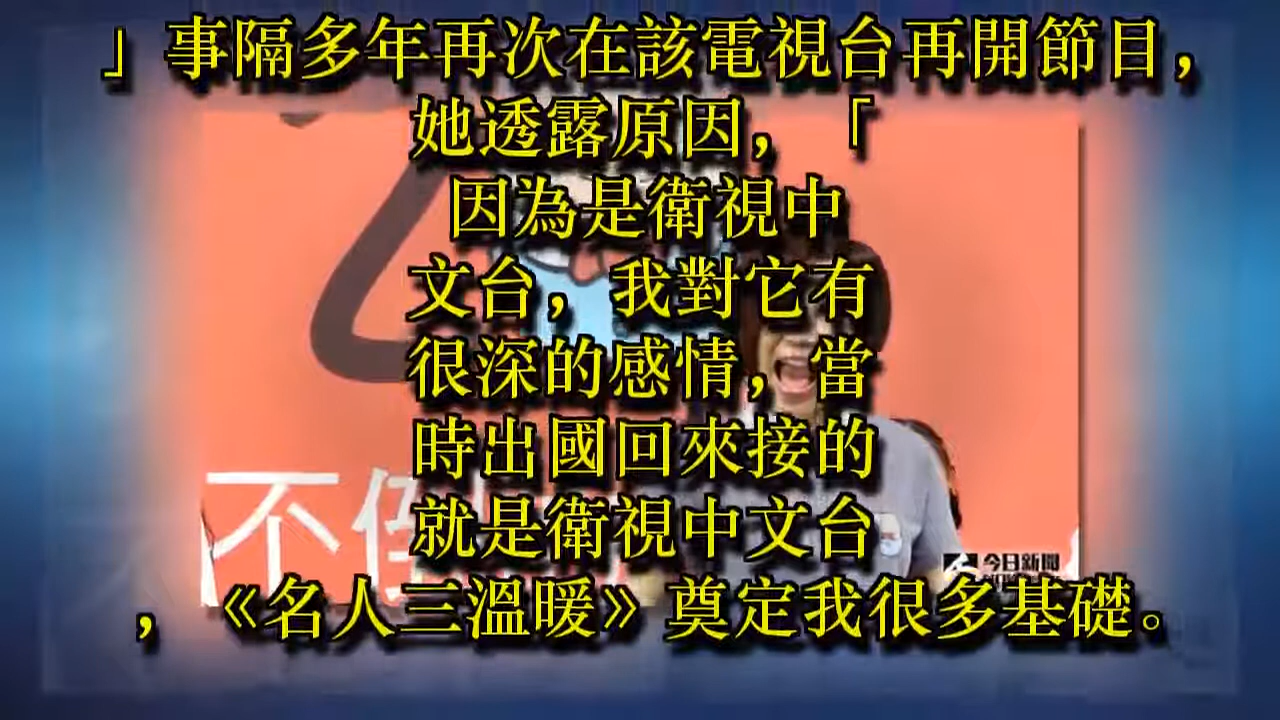 」事隔多年再次在該電視台再開節目，
她透露原因，「
因為是衛視中
文台，我對它有
很深的感情，當
時出國回來接的
就是衛視中文台
，《名人三溫暖》奠定我很多基礎。
不
今日新聞